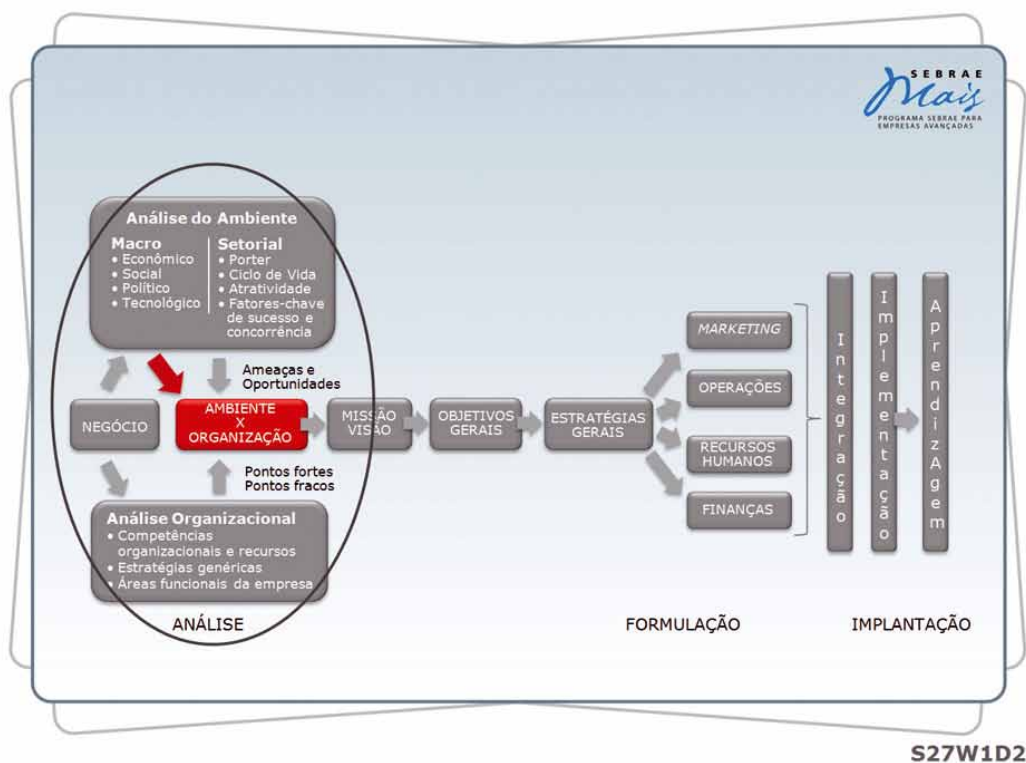 SEBRAE
Mais
PROGRAMA SEBRAE PARA
EMPRESAS AVANÇADAS
Análise do Ambiente
Macro
• Econômico
• Social
• Político
• Tecnológico
Setorial
• Porter
• Ciclo de Vida
• Atratividade
• Fatores-chave
de sucesso e
concorrência
Ameaças e
Oportunidades
NEGÓCIO
AMBIENTE
X
ORGANIZAÇÃO
MISSÃO
VISÃO
OBJETIVOS
GERAIS
ESTRATÉGIAS
GERAIS
Pontos fortes
Pontos fracos
Análise Organizacional
• Competências
organizacionais e recursos
• Estratégias genéricas
• Áreas funcionais da empresa
MARKETING
OPERAÇÕES
RECURSOS
HUMANOS
FINANÇAS
Integração
Implementação
AprendizAgem
ANÁLISE
FORMULAÇÃO
IMPLANTAÇÃO
S27W1D2